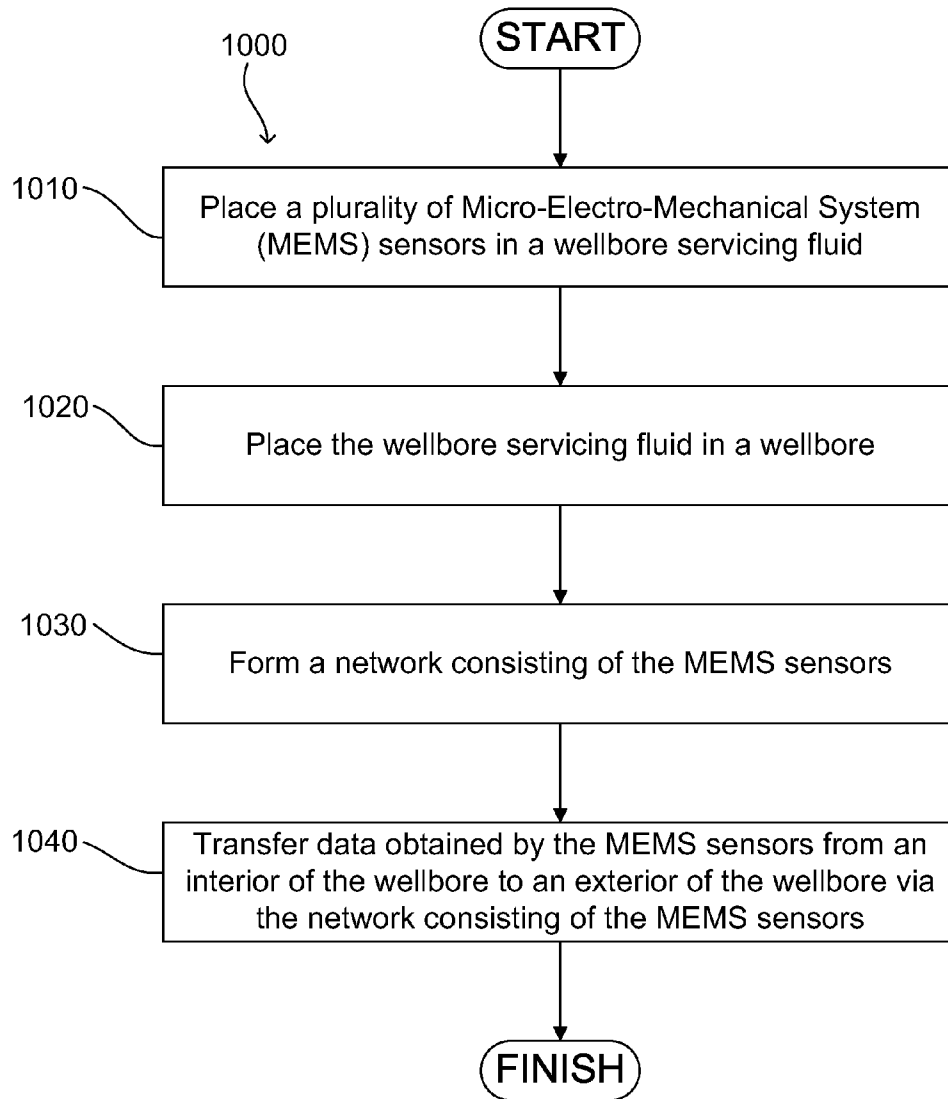 START
1000
1010
Place a plurality of Micro-Electro-Mechanical System
(MEMS) sensors in a wellbore servicing fluid
1020
Place the wellbore servicing fluid in a wellbore
1030
Form a network consisting of the MEMS sensors
1040
Transfer data obtained by the MEMS sensors from an
interior of the wellbore to an exterior of the wellbore via
the network consisting of the MEMS sensors
FINISH